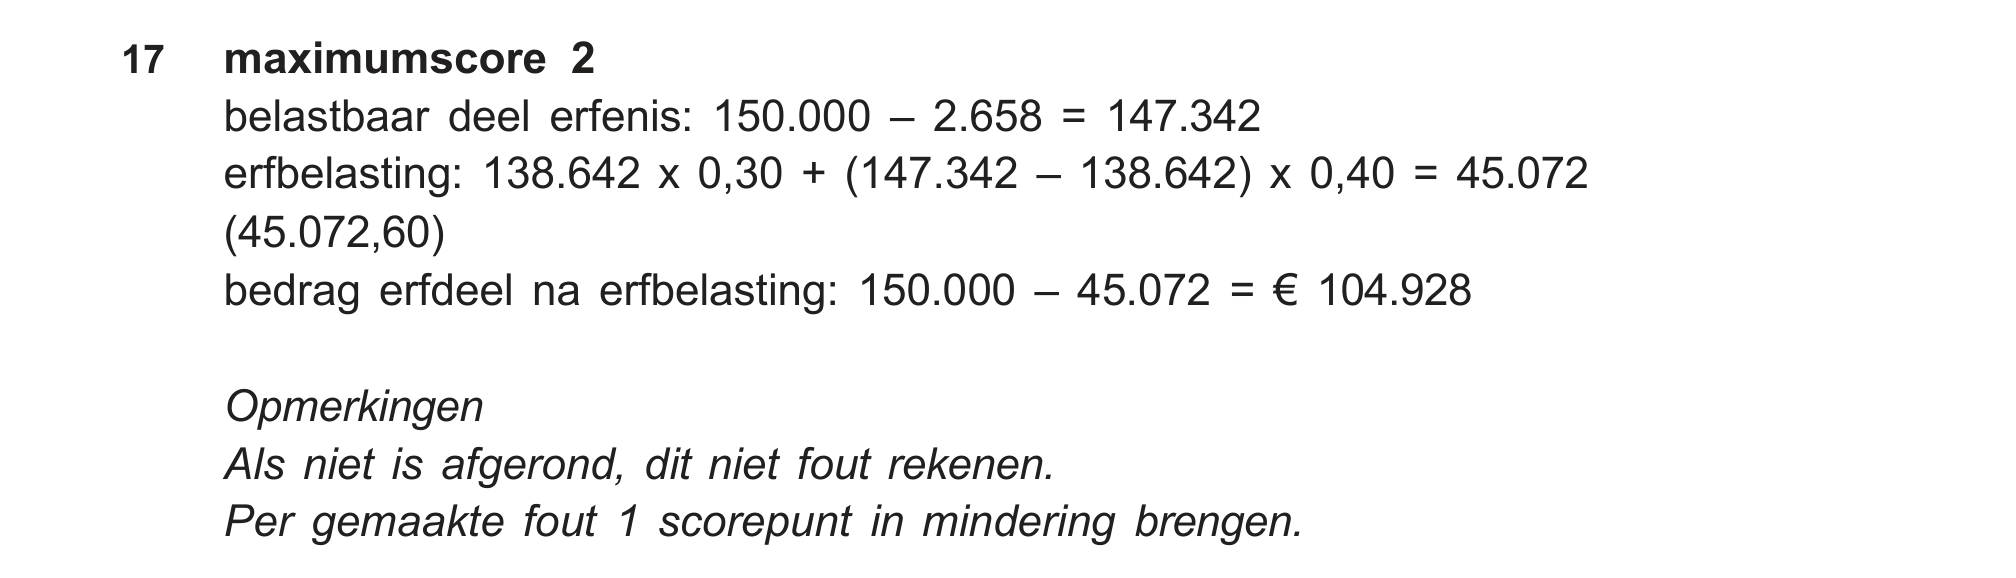 17 maximumscore 2
belastbaar deel erfenis: 150.000 – 2.658 = 147.342
erfbelasting: 138.642 x 0,30 + (147.342 – 138.642) x 0,40 = 45.072
(45.072,60)
bedrag erfdeel na erfbelasting: 150.000 – 45.072 = € 104.928
Opmerkingen
Als niet is afgerond, dit niet fout rekenen.
Per gemaakte fout 1 scorepunt in mindering brengen.